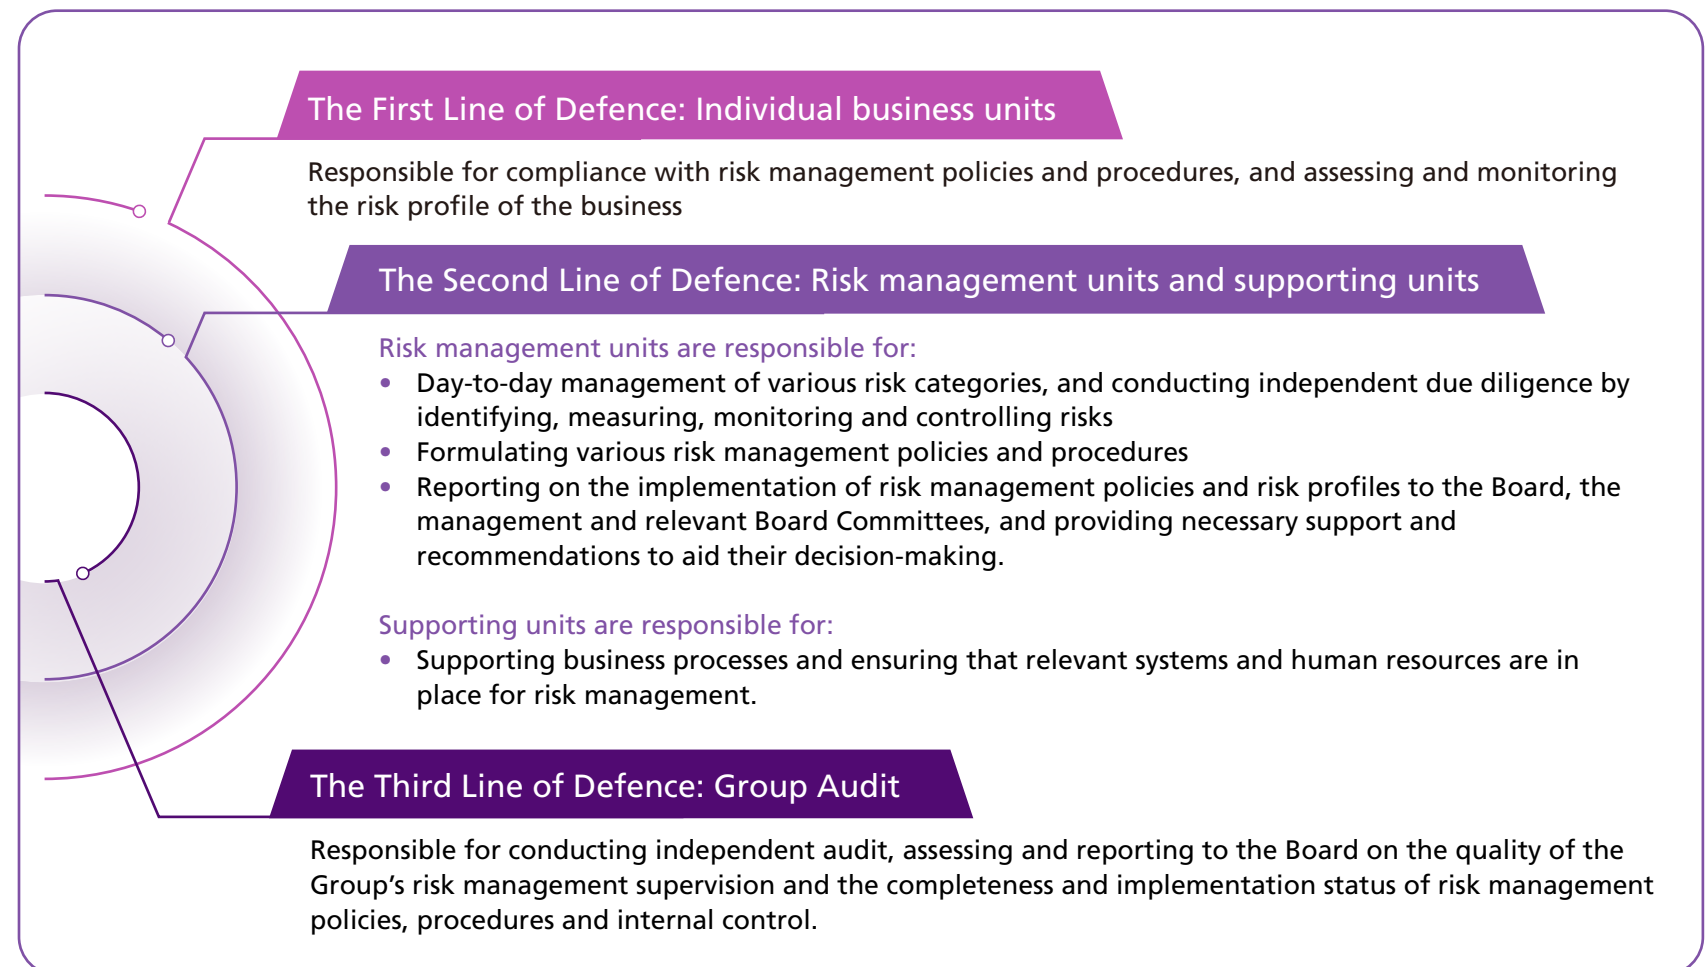 The First Line of Defence: Individual business units
Responsible for compliance with risk management policies and procedures, and assessing and monitoring
the risk profile of the business
The Second Line of Defence: Risk management units and supporting units
Risk management units are responsible for:
• Day-to-day management of various risk categories, and conducting independent due diligence by
identifying, measuring, monitoring and controlling risks
• Formulating various risk management policies and procedures
• Reporting on the implementation of risk management policies and risk profiles to the Board, the
management and relevant Board Committees, and providing necessary support and
recommendations to aid their decision-making.
Supporting units are responsible for:
• Supporting business processes and ensuring that relevant systems and human resources are in
place for risk management.
The Third Line of Defence: Group Audit
Responsible for conducting independent audit, assessing and reporting to the Board on the quality of the
Group’s risk management supervision and the completeness and implementation status of risk management
policies, procedures and internal control.